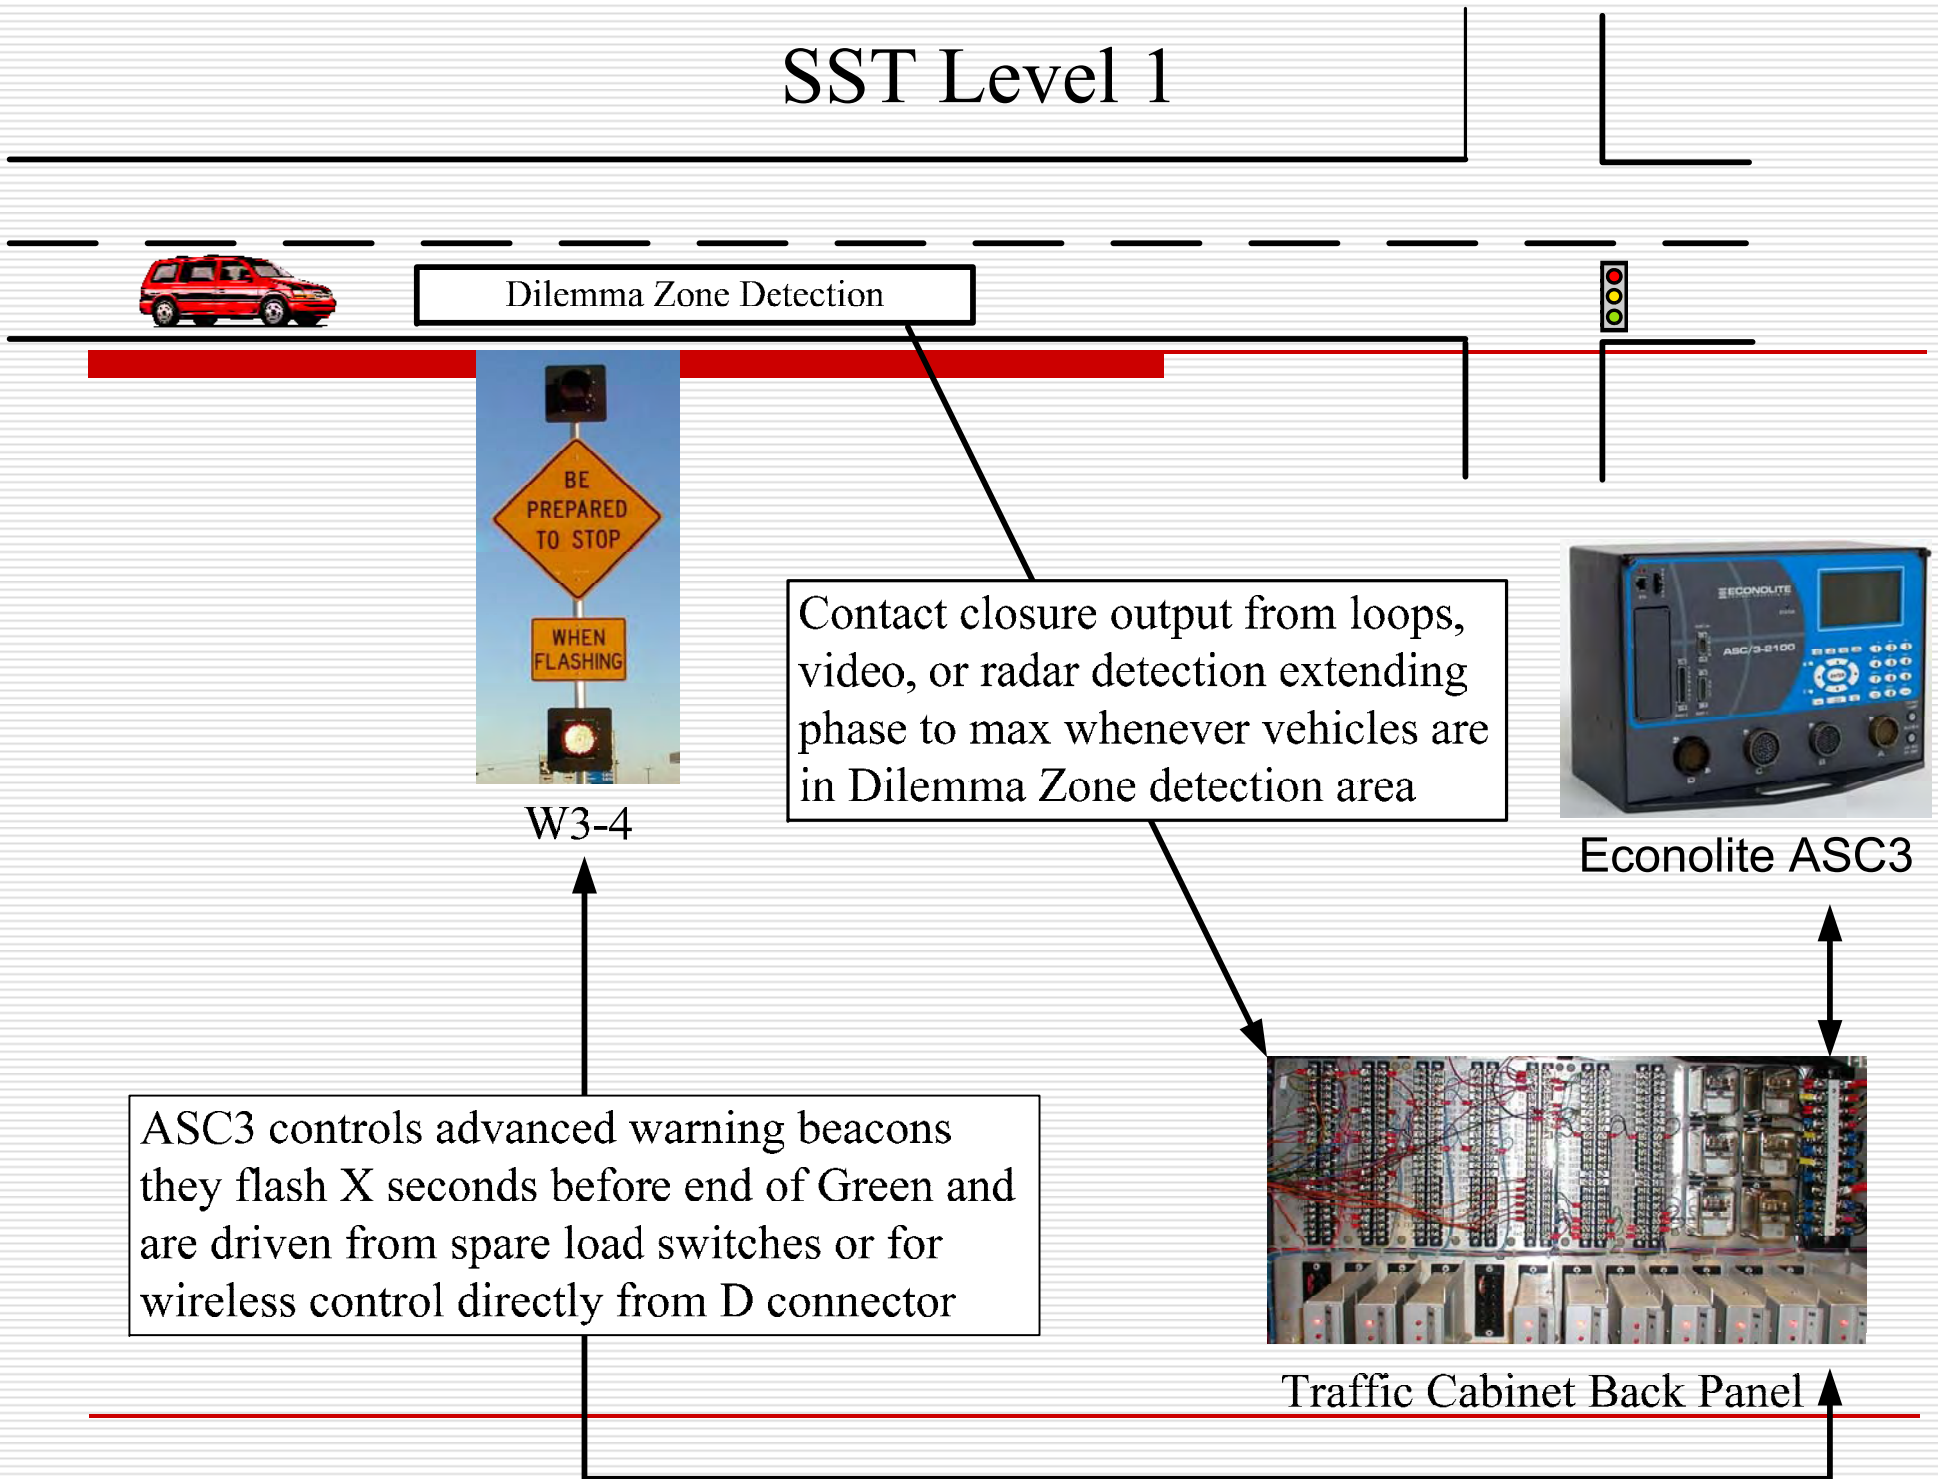 SST Level 1
Dilemma Zone Detection
BE
PREPARED
TO STOP
WHEN
FLASHING
W3-4
Contact closure output from loops,
video, or radar detection extending
phase to max whenever vehicles are
in Dilemma Zone detection area
ECONOLITE
ASC/3-2100
Econolite ASC3
ASC3 controls advanced warning beacons
they flash X seconds before end of Green and
are driven from spare load switches or for
wireless control directly from D connector
Traffic Cabinet Back Panel